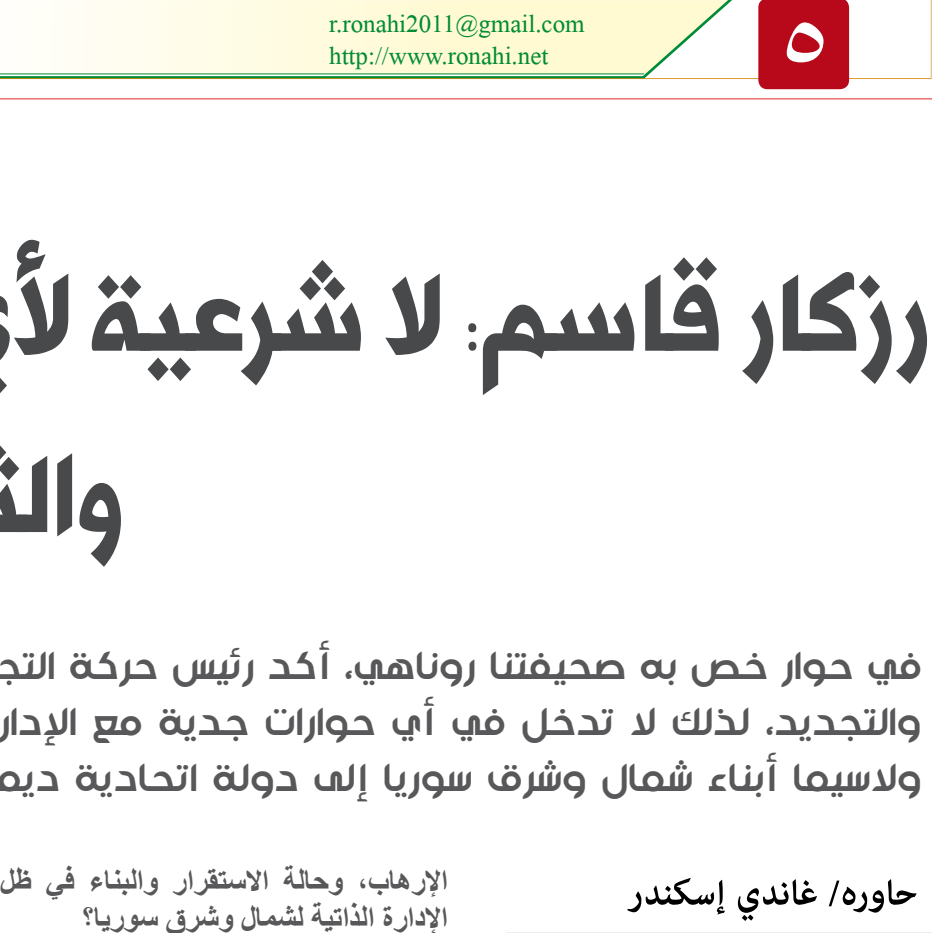 r.ronahi2011@gmail.com
http://www.ronahi.net
٥
رزكار قاسم: لا شرعية
في حوار خص به صحيفتنا روناهي، أكد رئيس حركة
والتجديد، لذلك لا تدخل في أي حوارات جدية مع
ولاسيما أبناء شمال وشرق سوريا إلى دولة اتحادية
حاوره/ غاندي إسكندر
الإرهاب، وحالة الاستقرار والبناء في ظل
الإدارة الذاتية لشمال وشرق سوريا؟